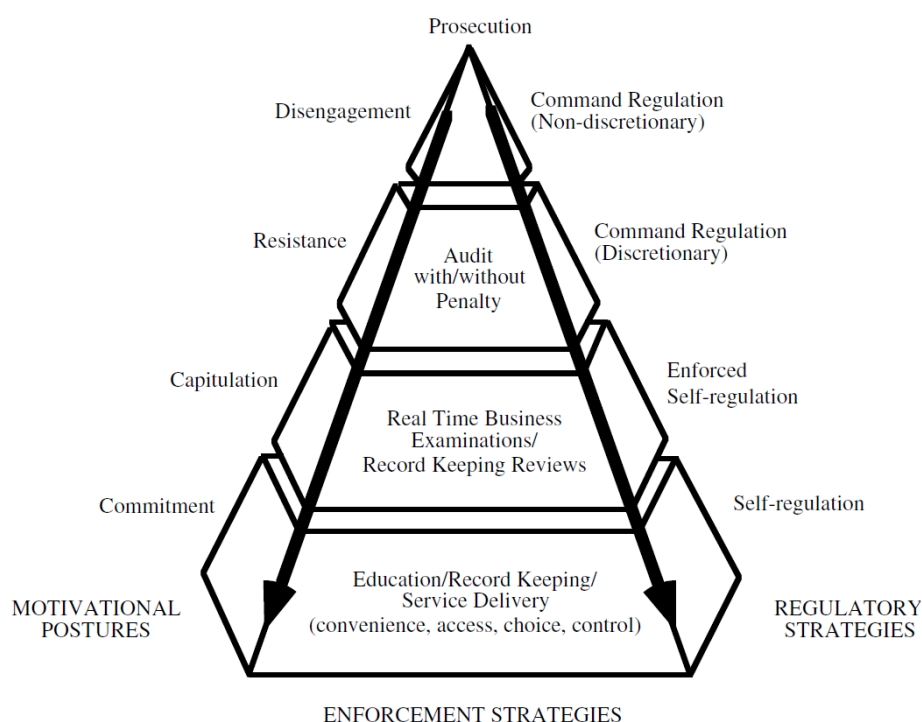 Prosecution
Disengagement
Command Regulation
(Non-discretionary)
Resistance
Command Regulation
(Discretionary)
Audit
with/without
Penalty
Capitulation
Enforced
Self-regulation
Real Time Business
Examinations/
Record Keeping Reviews
Commitment
Self-regulation
Education/Record Keeping/
Service Delivery
(convenience, access, choice, control)
MOTIVATIONAL
POSTURES
REGULATORY
STRATEGIES
ENFORCEMENT STRATEGIES